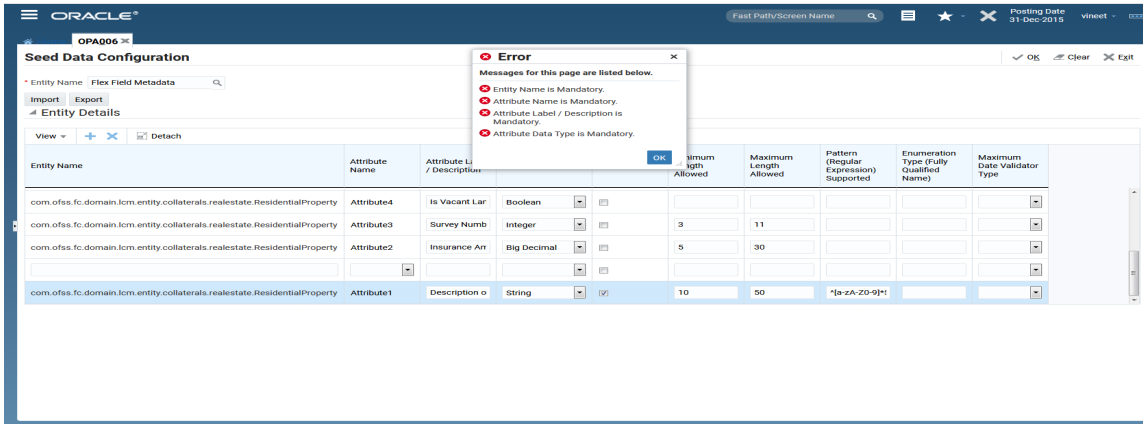 ORACLE®
Fast Path/Screen Name
Posting Date
31-Dec-2015
vineet
OPA006
Seed Data Configuration
OK Clear Exit
* Entity Name Flex Field Metadata
Import Export
Entity Details
View Detach
Error
Messages for this page are listed below.
Entity Name is Mandatory.
Attribute Name is Mandatory.
Attribute Label / Description is
Mandatory.
Attribute Data Type is Mandatory.
OK
Entity Name
Attribute
Name
Attribute La
/ Description
nimum
ngth
Allowed
Maximum
Length
Allowed
Pattern
(Regular
Expression)
Supported
Enumeration
Type (Fully
Qualified
Name)
Maximum
Date Validator
Type
com.ofss.fc.domain.lcm.entity.collaterals.realestate.ResidentialProperty Attribute4 Is Vacant Lar Boolean
com.ofss.fc.domain.lcm.entity.collaterals.realestate.ResidentialProperty Attribute3 Survey Numb Integer 3 11
com.ofss.fc.domain.lcm.entity.collaterals.realestate.ResidentialProperty Attribute2 Insurance Am Big Decimal 5 30
com.ofss.fc.domain.lcm.entity.collaterals.realestate.ResidentialProperty Attribute1 Description o String 10 50 ^[a-zA-Z0-9]*$